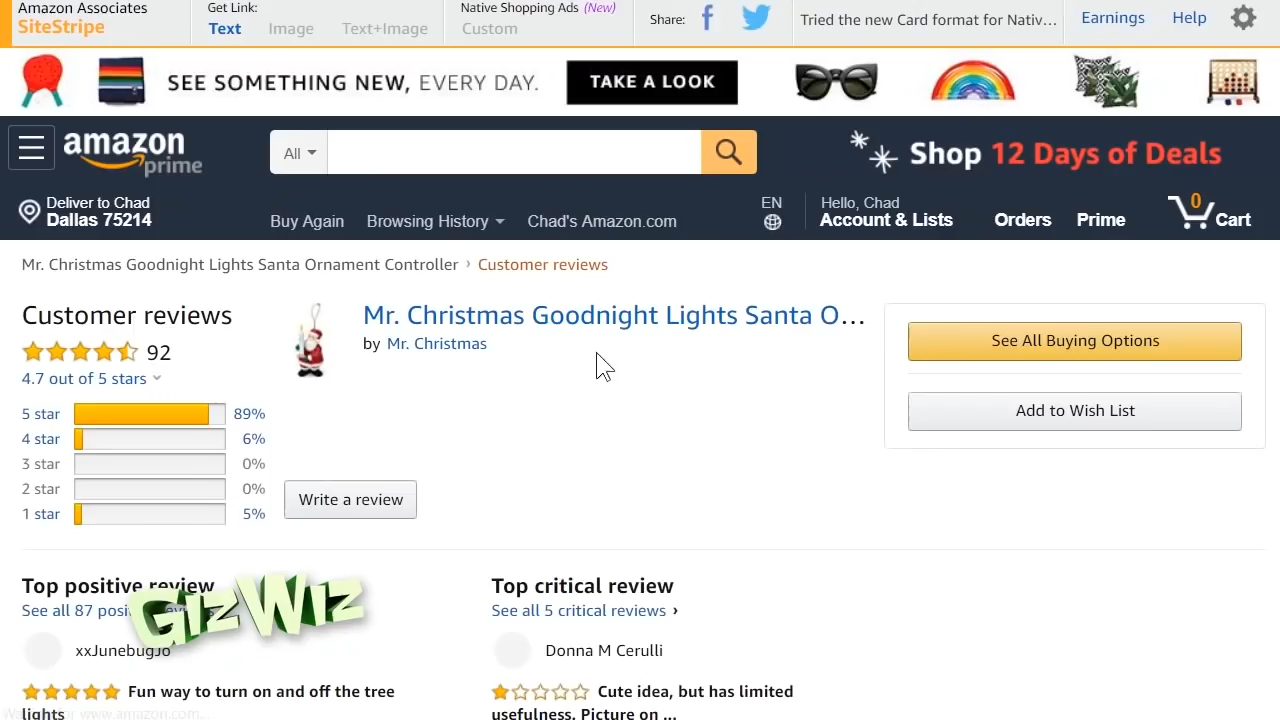 Amazon Associates
SiteStripe
Get Link:
Text Image Text+Image
Native Shopping Ads (New)
Custom
Share:
Tried the new Card format for Nativ...
Earnings Help
SEE SOMETHING NEW, EVERY DAY. TAKE A LOOK
amazon
prime
All
Shop 12 Days of Deals
Deliver to Chad
Dallas 75214
Buy Again Browsing History Chad's Amazon.com
EN
Hello, Chad
Account & Lists
Orders Prime
0
Cart
Mr. Christmas Goodnight Lights Santa Ornament Controller › Customer reviews
Customer reviews
92
4.7 out of 5 stars
5 star 89%
4 star 6%
3 star 0%
2 star 0%
1 star 5%
Mr. Christmas Goodnight Lights Santa O...
by Mr. Christmas
Write a review
See All Buying Options
Add to Wish List
Top positive review
See all 87
GizWiz
xxJunebugJo
Fun way to turn on and off the tree
lights
Top critical review
See all 5 critical reviews ›
Donna M Cerulli
Cute idea, but has limited
usefulness. Picture on ...
www.amazon.com...